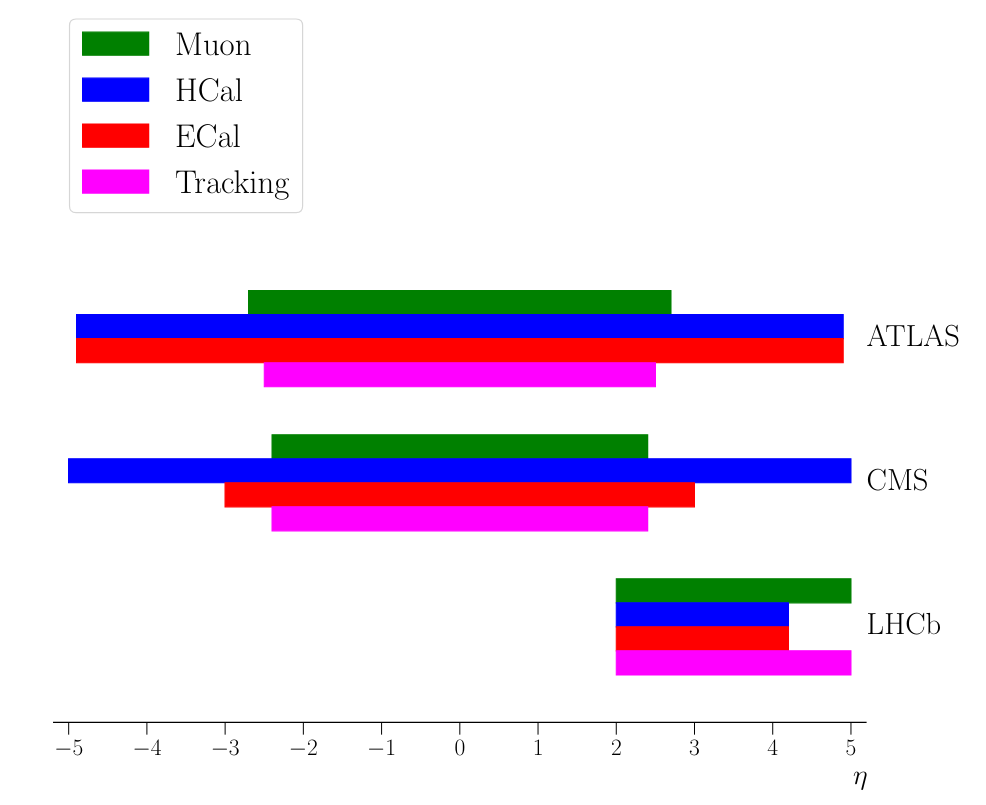 Muon
HCal
ECal
Tracking
ATLAS
CMS
LHCb
−5 −4 −3 −2 −1 0 1 2 3 4 5
η